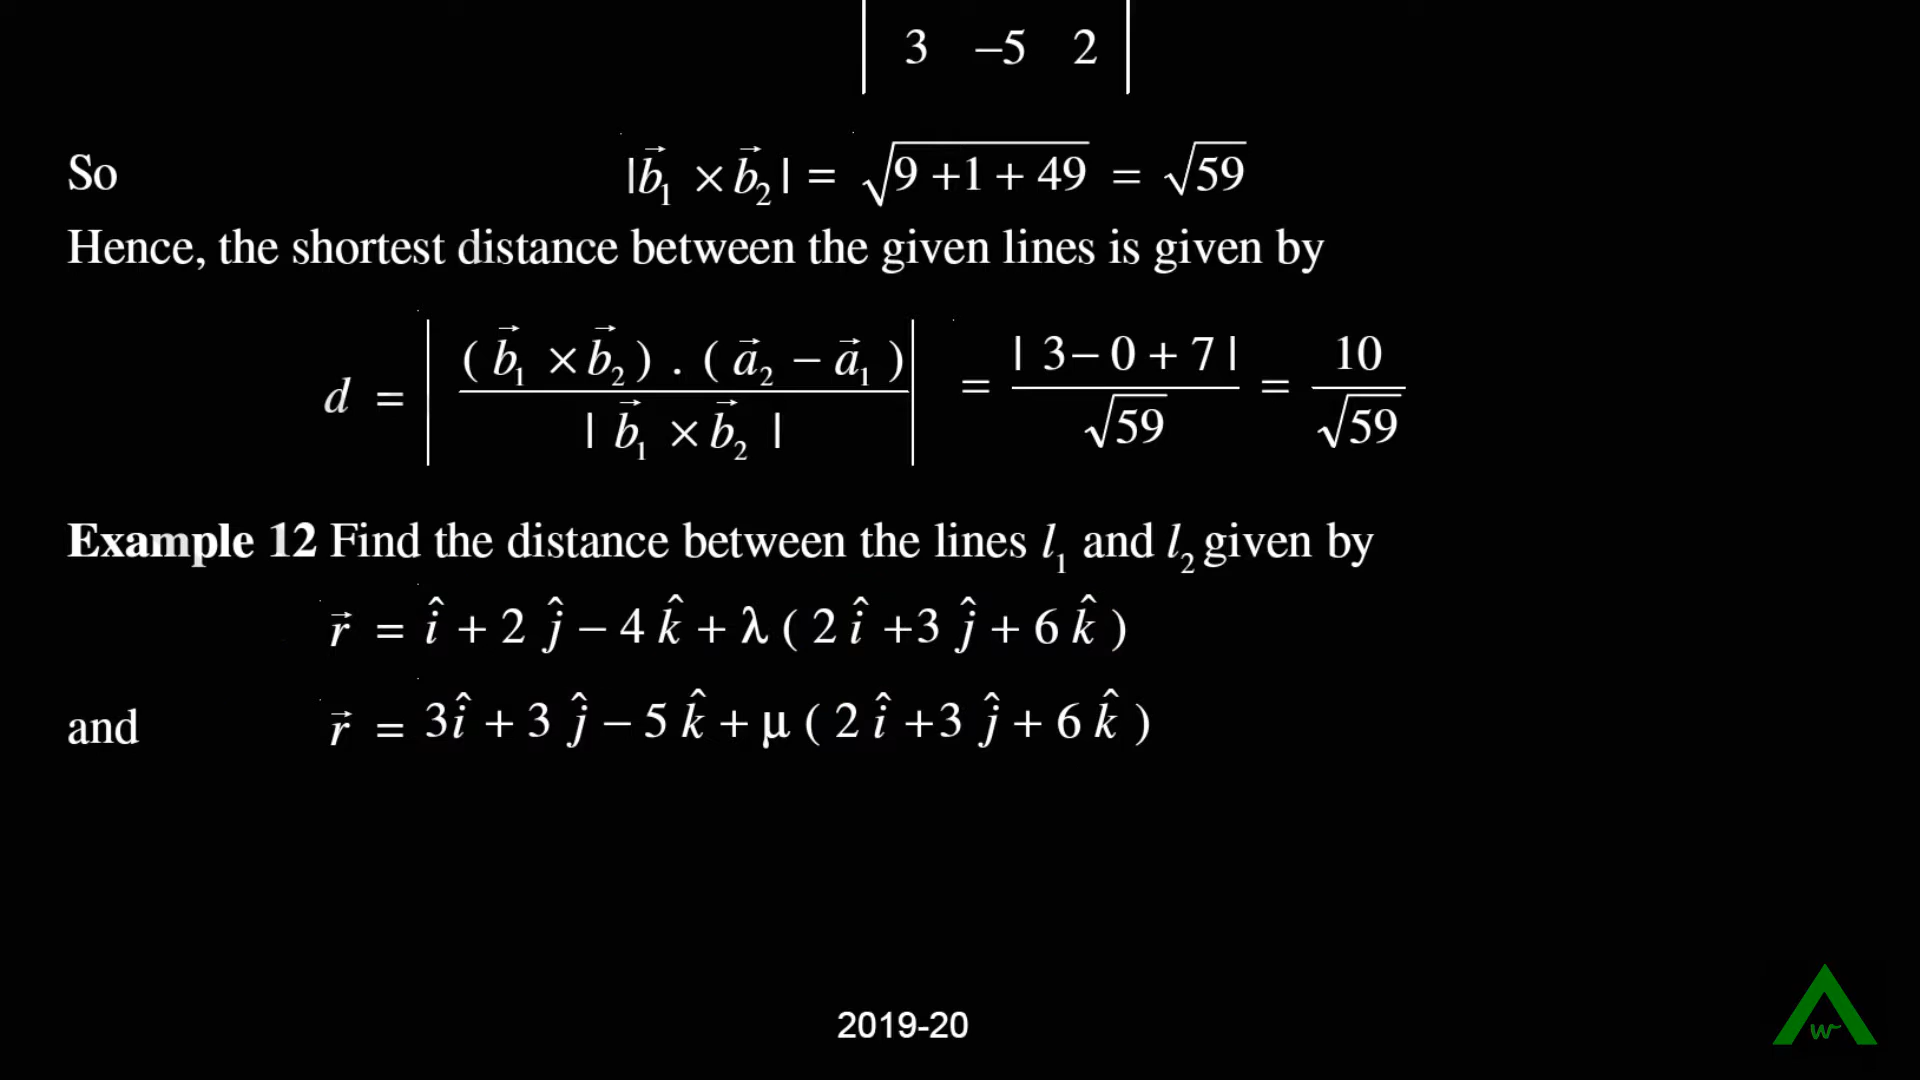 | 3 –5 2 |
So |b⃗₁ × b⃗₂| = √(9 +1 + 49) = √59
Hence, the shortest distance between the given lines is given by
d = | ( b⃗₁ × b⃗₂ ) . ( a⃗₂ – a⃗₁ ) / | b⃗₁ × b⃗₂ | | = | 3 – 0 + 7 | / √59 = 10 / √59
Example 12 Find the distance between the lines l₁ and l₂ given by
r⃗ = î + 2 ĵ – 4 k̂ + λ ( 2 î +3 ĵ + 6 k̂ )
and r⃗ = 3î + 3 ĵ – 5 k̂ + μ ( 2 î +3 ĵ + 6 k̂ )
2019-20
w